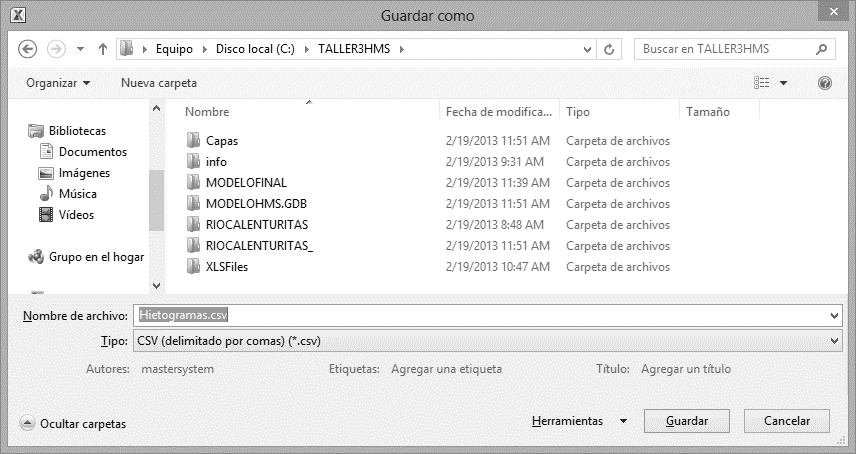 Guardar como
Equipo Disco local (C:) TALLER3HMS
Buscar en TALLER3HMS
Organizar Nueva carpeta
Nombre Fecha de modifica... Tipo Tamaño
Bibliotecas
Documentos
Imágenes
Música
Vídeos
Grupo en el hogar
Capas 2/19/2013 11:51 AM Carpeta de archivos
info 2/19/2013 9:31 AM Carpeta de archivos
MODELOFINAL 2/19/2013 11:39 AM Carpeta de archivos
MODELOHMS.GDB 2/19/2013 11:51 AM Carpeta de archivos
RIOCALENTURITAS 2/19/2013 8:48 AM Carpeta de archivos
RIOCALENTURITAS_ 2/19/2013 11:51 AM Carpeta de archivos
XLSFiles 2/19/2013 10:47 AM Carpeta de archivos
Nombre de archivo: Hietogramas.csv
Tipo: CSV (delimitado por comas) (*.csv)
Autores: mastersystem Etiquetas: Agregar una etiqueta Título: Agregar un título
Ocultar carpetas Herramientas Guardar Cancelar